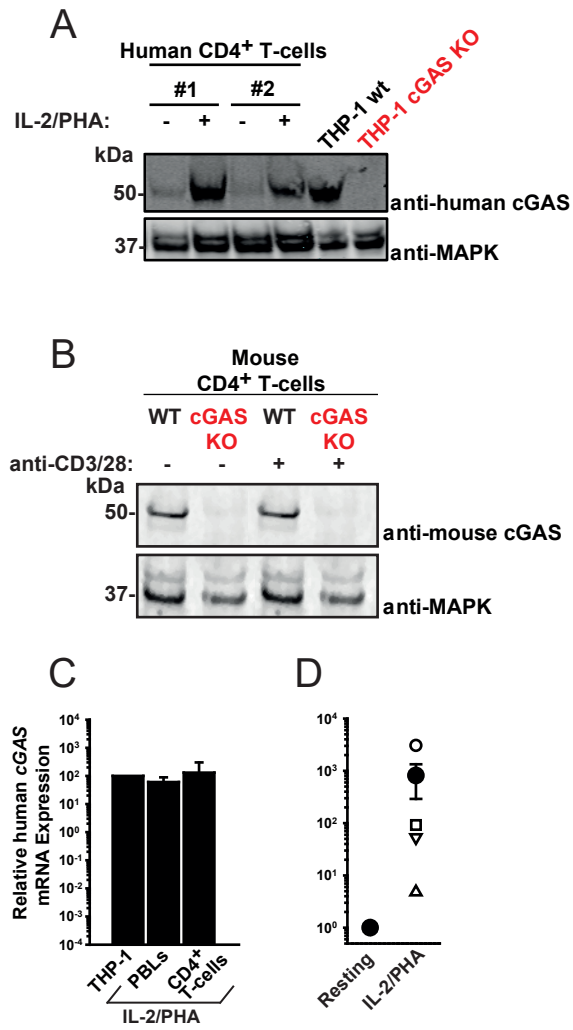 A
Human CD4+ T-cells
#1 #2
IL-2/PHA: - + - + THP-1 wt THP-1 cGAS KO
kDa
50- anti-human cGAS
37- anti-MAPK
B
Mouse
CD4+ T-cells
WT cGAS KO WT cGAS KO
anti-CD3/28: - - + +
kDa
50- anti-mouse cGAS
37- anti-MAPK
C
Relative human cGAS
mRNA Expression
10^4
10^3
10^2
10^1
10^0
10^-1
10^-2
10^-3
10^-4
THP-1 PBLs CD4+ T-cells
IL-2/PHA
D
10^4
10^3
10^2
10^1
10^0
Resting IL-2/PHA